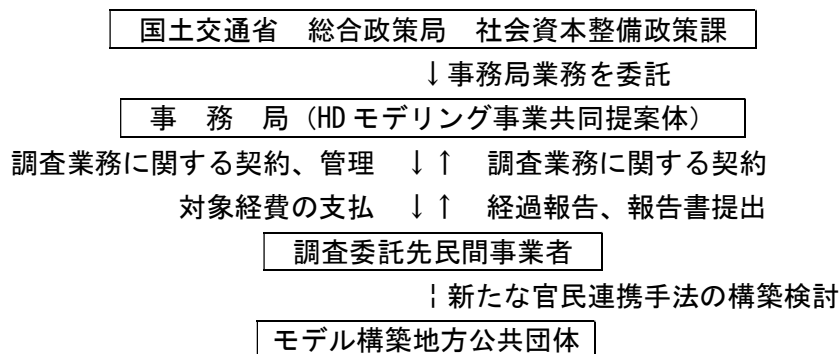 国土交通省　総合政策局　社会資本整備政策課
↓事務局業務を委託
事　務　局（HDモデリング事業共同提案体）
調査業務に関する契約、管理　↓↑　調査業務に関する契約
対象経費の支払　↓↑　経過報告、報告書提出
調査委託先民間事業者
¦新たな官民連携手法の構築検討
モデル構築地方公共団体